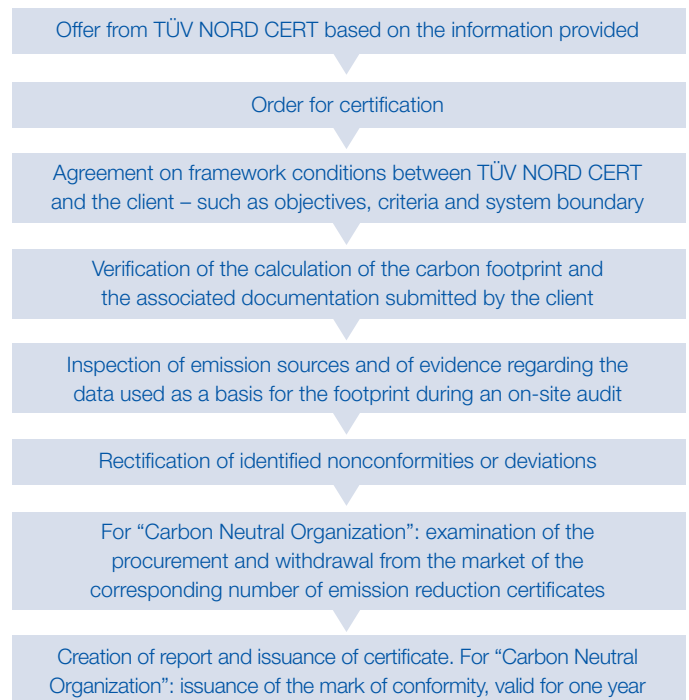 Offer from TÜV NORD CERT based on the information provided
Order for certification
Agreement on framework conditions between TÜV NORD CERT
and the client – such as objectives, criteria and system boundary
Verification of the calculation of the carbon footprint and
the associated documentation submitted by the client
Inspection of emission sources and of evidence regarding the
data used as a basis for the footprint during an on-site audit
Rectification of identified nonconformities or deviations
For “Carbon Neutral Organization”: examination of the
procurement and withdrawal from the market of the
corresponding number of emission reduction certificates
Creation of report and issuance of certificate. For “Carbon Neutral
Organization”: issuance of the mark of conformity, valid for one year